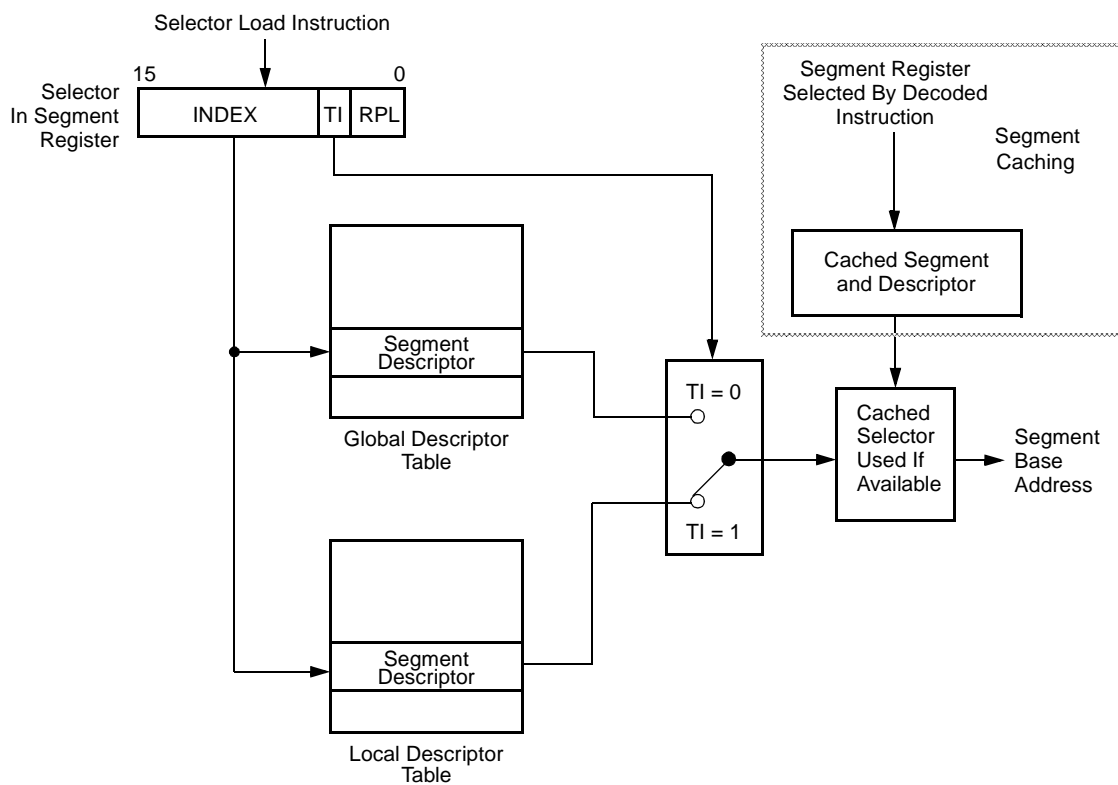 Selector Load Instruction
15
0
Selector
In Segment
Register
INDEX
TI
RPL
Segment Register
Selected By Decoded
Instruction
Segment
Caching
Cached Segment
and Descriptor
Segment
Descriptor
Global Descriptor
Table
TI = 0
TI = 1
Cached
Selector
Used If
Available
Segment
Base
Address
Segment
Descriptor
Local Descriptor
Table